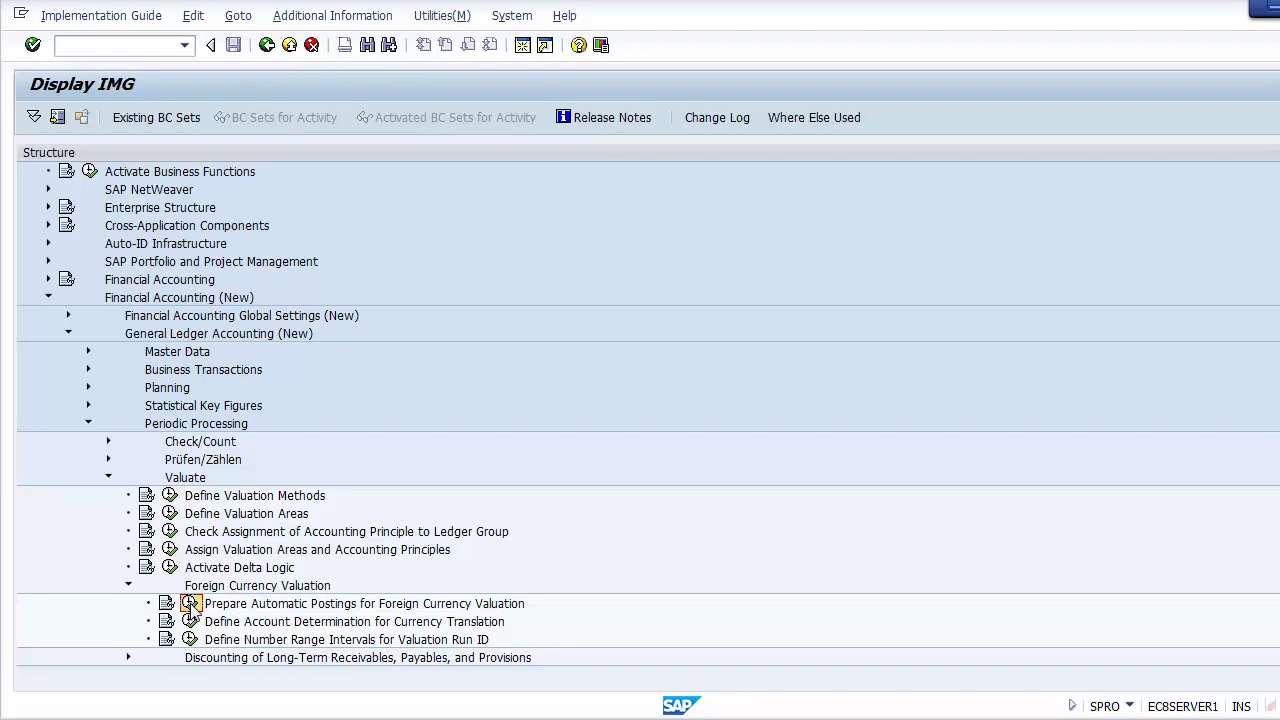 Implementation Guide Edit Goto Additional Information Utilities(M) System Help
Display IMG
Existing BC Sets BC Sets for Activity Activated BC Sets for Activity Release Notes Change Log Where Else Used
Structure
Activate Business Functions
SAP NetWeaver
Enterprise Structure
Cross-Application Components
Auto-ID Infrastructure
SAP Portfolio and Project Management
Financial Accounting
Financial Accounting (New)
Financial Accounting Global Settings (New)
General Ledger Accounting (New)
Master Data
Business Transactions
Planning
Statistical Key Figures
Periodic Processing
Check/Count
Prüfen/Zählen
Valuate
Define Valuation Methods
Define Valuation Areas
Check Assignment of Accounting Principle to Ledger Group
Assign Valuation Areas and Accounting Principles
Activate Delta Logic
Foreign Currency Valuation
Prepare Automatic Postings for Foreign Currency Valuation
Define Account Determination for Currency Translation
Define Number Range Intervals for Valuation Run ID
Discounting of Long-Term Receivables, Payables, and Provisions
SAP SPRO EC8SERVER1 INS